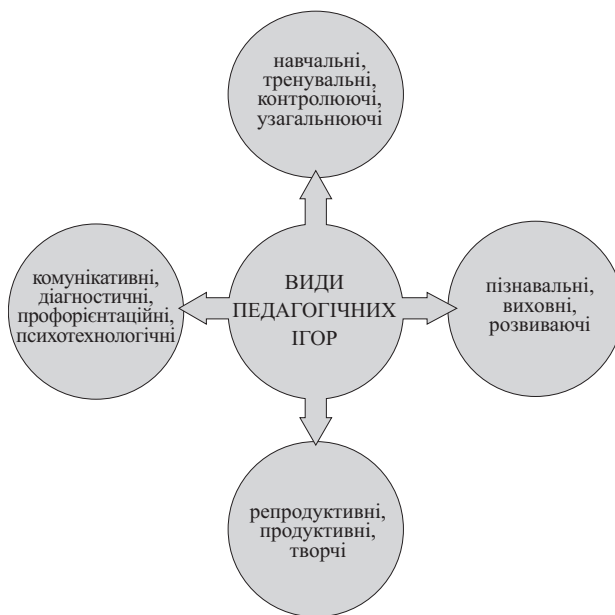 навчальні,
тренувальні,
контролюючі,
узагальнюючі
комунікативні,
діагностичні,
профорієнтаційні,
психотехнологічні
ВИДИ
ПЕДАГОГІЧНИХ
ІГОР
пізнавальні,
виховні,
розвиваючі
репродуктивні,
продуктивні,
творчі